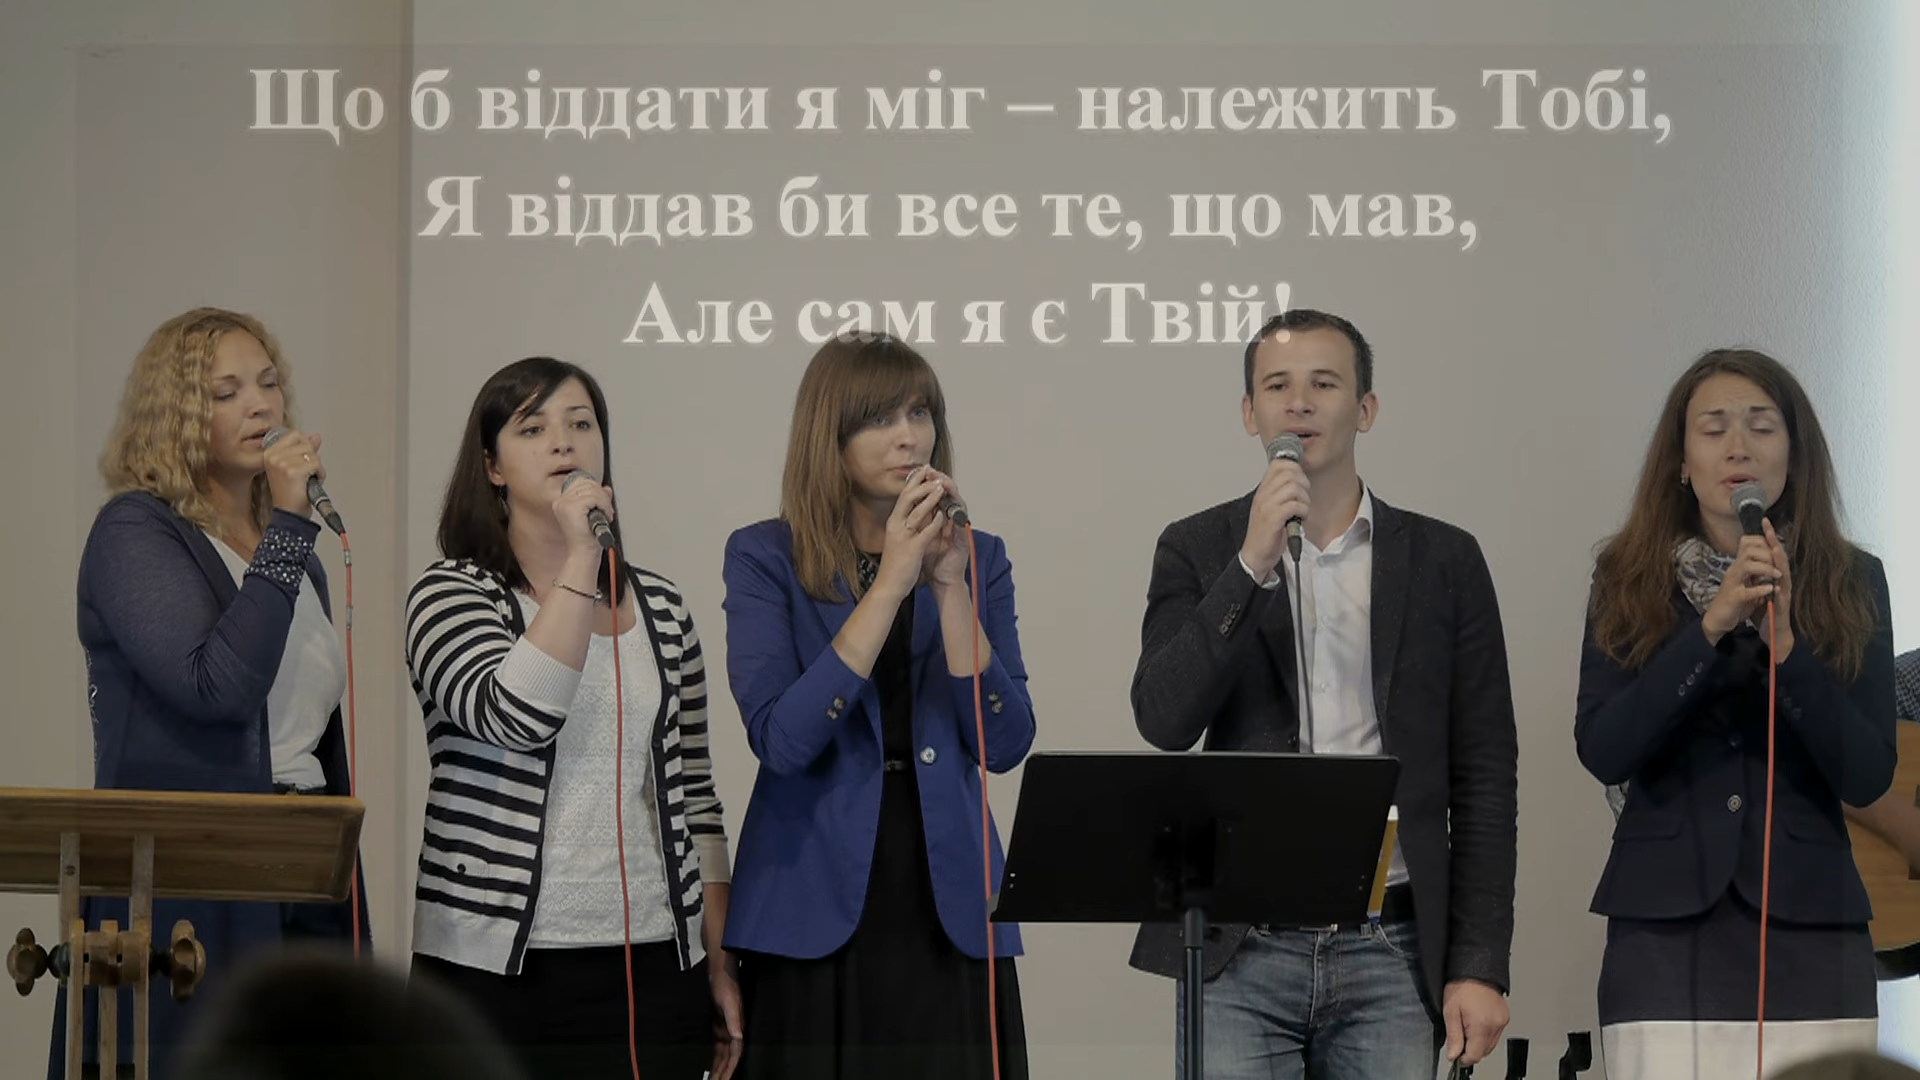 Що б віддати я міг – належить Тобі,
Я віддав би все те, що мав,
Але сам я є Твій!